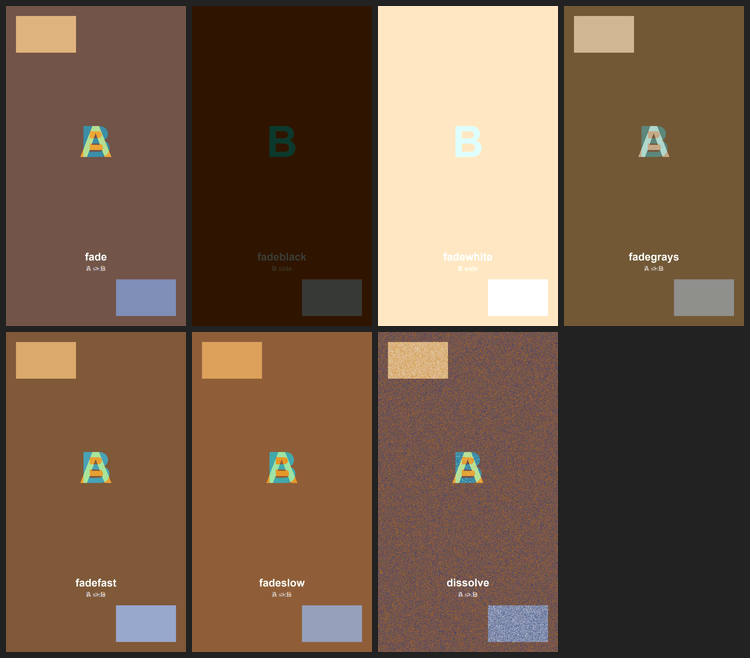 A
B
B
A
fade
fadeblack
B side
fadewhite
B side
fadegrays
A
A
A
fadefast
fadeslow
dissolve